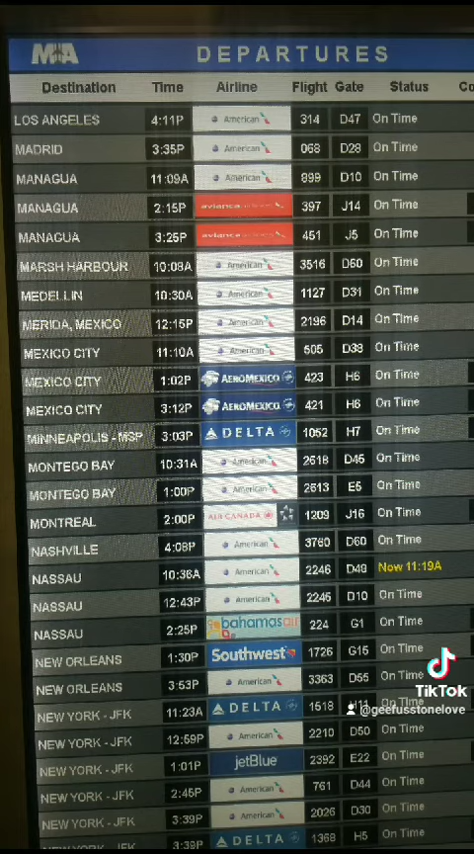 MIA DEPARTURES
Destination Time Airline Flight Gate Status Co
LOS ANGELES 4:11P American 314 D47 On Time
MADRID 3:35P American 068 D28 On Time
MANAGUA 11:09A American 899 D10 On Time
MANAGUA 2:15P avianca 397 J14 On Time
MANAGUA 3:25P avianca 451 J5 On Time
MARSH HARBOUR 10:08A American 3516 D60 On Time
MEDELLIN 10:30A American 1127 D31 On Time
MERIDA, MEXICO 12:15P American 2196 D14 On Time
MEXICO CITY 11:10A American 505 D38 On Time
MEXICO CITY 1:02P AEROMEXICO 423 H6 On Time
MEXICO CITY 3:12P AEROMEXICO 421 H6 On Time
MINNEAPOLIS - MSP 3:03P DELTA 1052 H7 On Time
MONTEGO BAY 10:31A American 2618 D45 On Time
MONTEGO BAY 1:00P American 2613 E5 On Time
MONTREAL 2:00P AIR CANADA 1209 J16 On Time
NASHVILLE 4:08P American 3760 D60 On Time
NASSAU 10:36A American 2246 D49 Now 11:19A
NASSAU 12:43P American 2245 D10 On Time
NASSAU 2:25P bahamasair 224 G1 On Time
NEW ORLEANS 1:30P Southwest 1726 G15 On Time
NEW ORLEANS 3:53P American 3363 D55 On Time
NEW YORK - JFK 11:23A DELTA 1518 H11 On Time
NEW YORK - JFK 12:59P American 2210 D50 On Time
NEW YORK - JFK 1:01P jetBlue 2392 E22 On Time
NEW YORK - JFK 2:45P American 761 D44 On Time
NEW YORK - JFK 3:39P American 2026 D30 On Time
NEW YORK - JFK 3:39P DELTA 1368 H5 On Time
TikTok
@geefusstonelove